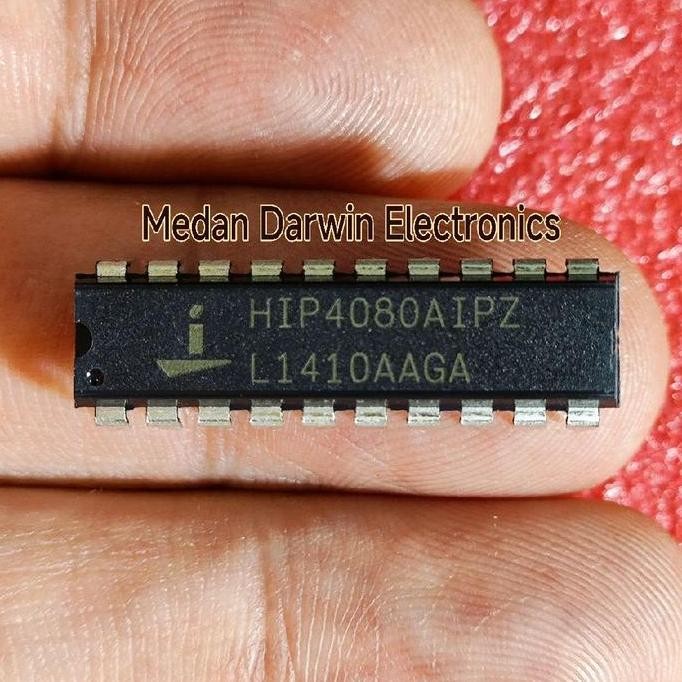 Medan Darwin Electronics
HIP4080AIPZ
L1410AAGA